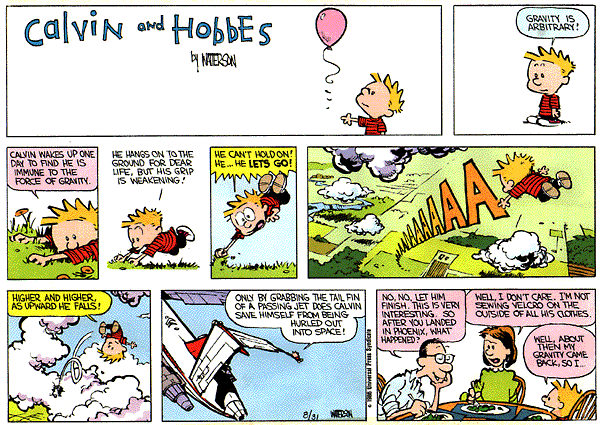 Calvin and HobbEs
by WATTERSON
GRAVITY IS
ARBITRARY!
CALVIN WAKES UP ONE
DAY TO FIND HE IS
IMMUNE TO THE
FORCE OF GRAVITY.
HE HANGS ON TO THE
GROUND FOR DEAR
LIFE, BUT HIS GRIP
IS WEAKENING!
HE CAN'T HOLD ON!
HE... HE LETS GO!
AAAAAAAA
HIGHER AND HIGHER,
AS UPWARD HE FALLS!
ONLY BY GRABBING THE TAIL FIN
OF A PASSING JET DOES CALVIN
SAVE HIMSELF FROM BEING
HURLED OUT
INTO SPACE!
8/31 WATTERSON
© 1986 Universal Press Syndicate
NO, NO, LET HIM
FINISH. THIS IS VERY
INTERESTING. SO
AFTER YOU LANDED
IN PHOENIX, WHAT
HAPPENED?
WELL, I DON'T CARE. I'M NOT
SEWING VELCRO ON THE
OUTSIDE OF ALL HIS CLOTHES.
WELL, ABOUT
THEN MY
GRAVITY CAME
BACK, SO I...